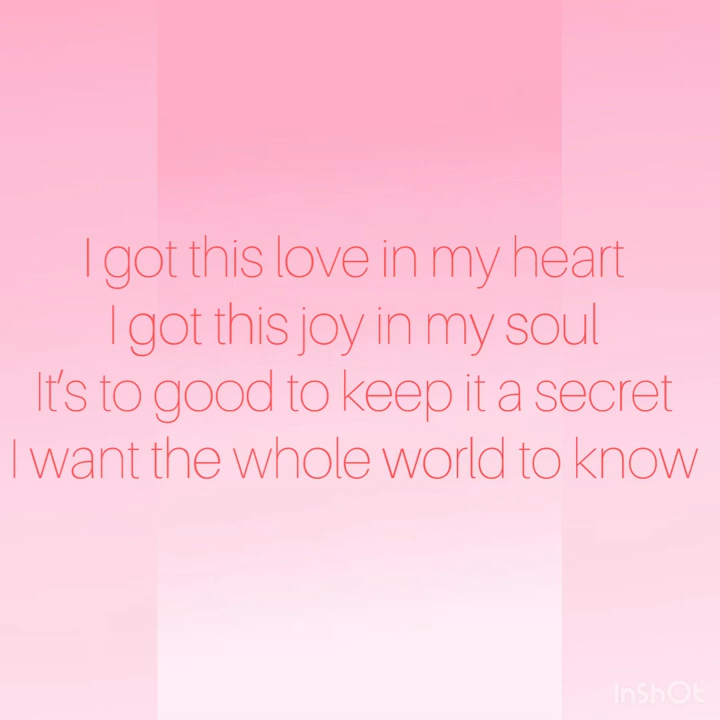 I got this love in my heart
I got this joy in my soul
It's to good to keep it a secret
I want the whole world to know
InShOt